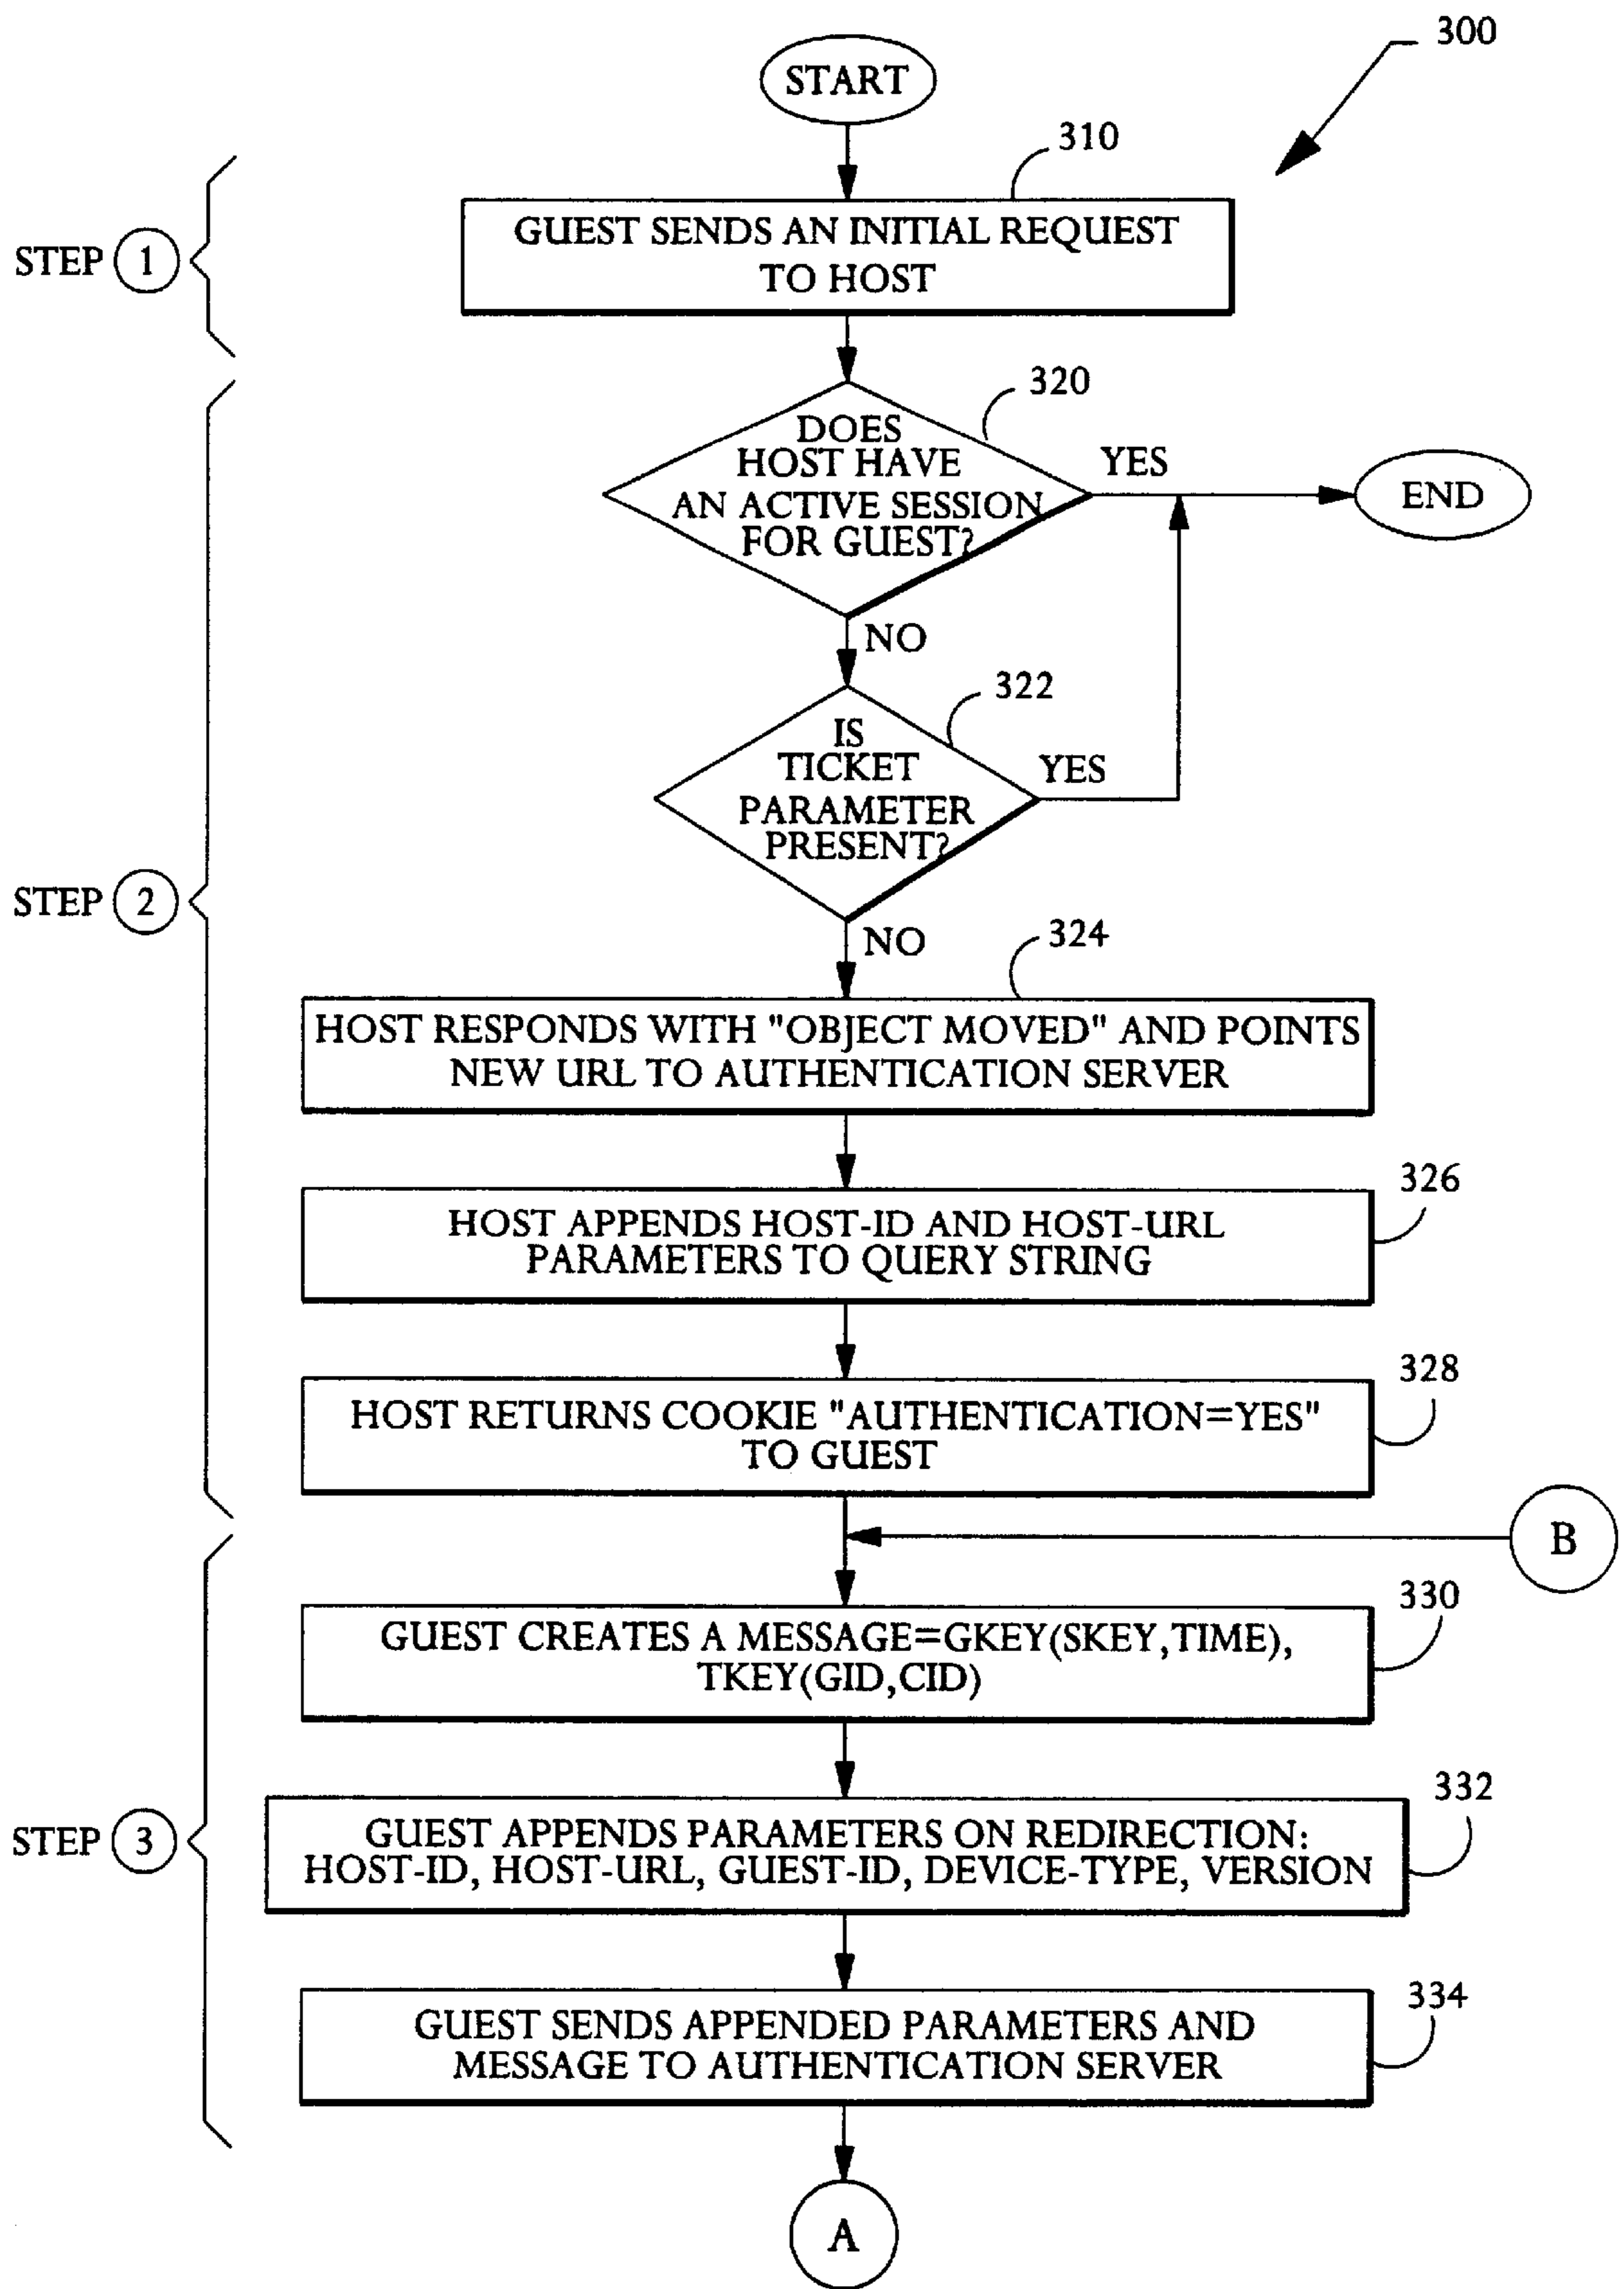 300
START
310
GUEST SENDS AN INITIAL REQUEST
TO HOST
STEP 1
320
DOES
HOST HAVE
AN ACTIVE SESSION
FOR GUEST?
YES
END
NO
322
IS
TICKET
PARAMETER
PRESENT?
YES
STEP 2
NO
324
HOST RESPONDS WITH "OBJECT MOVED" AND POINTS
NEW URL TO AUTHENTICATION SERVER
326
HOST APPENDS HOST-ID AND HOST-URL
PARAMETERS TO QUERY STRING
328
HOST RETURNS COOKIE "AUTHENTICATION=YES"
TO GUEST
B
330
GUEST CREATES A MESSAGE=GKEY(SKEY,TIME),
TKEY(GID,CID)
332
STEP 3
GUEST APPENDS PARAMETERS ON REDIRECTION:
HOST-ID, HOST-URL, GUEST-ID, DEVICE-TYPE, VERSION
334
GUEST SENDS APPENDED PARAMETERS AND
MESSAGE TO AUTHENTICATION SERVER
A